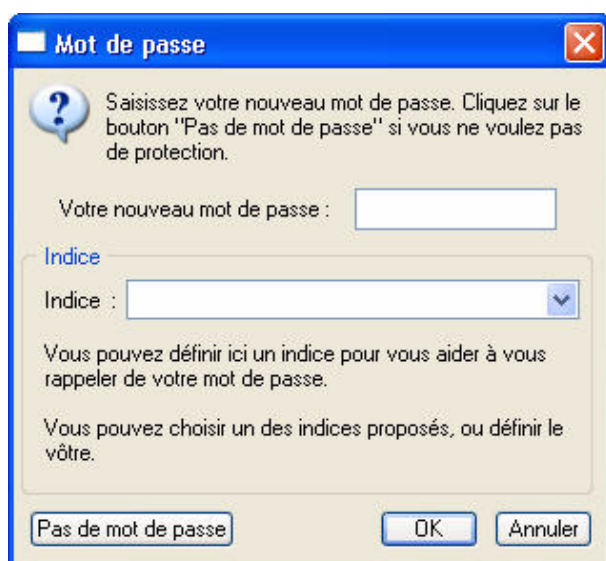 Mot de passe
Saisissez votre nouveau mot de passe. Cliquez sur le
bouton "Pas de mot de passe" si vous ne voulez pas
de protection.
Votre nouveau mot de passe :
Indice
Indice :
Vous pouvez définir ici un indice pour vous aider à vous
rappeler de votre mot de passe.
Vous pouvez choisir un des indices proposés, ou définir le
vôtre.
Pas de mot de passe OK Annuler